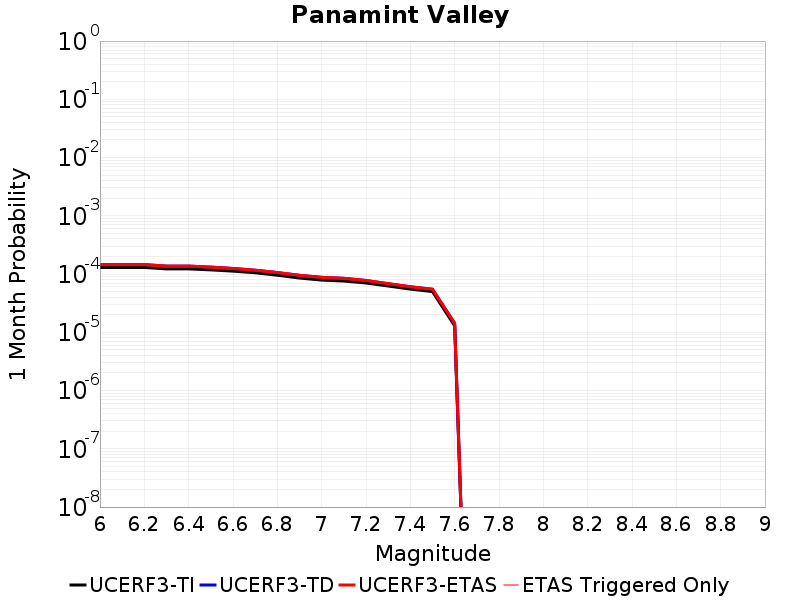 Panamint Valley
1 Month Probability
10^0
10^-1
10^-2
10^-3
10^-4
10^-5
10^-6
10^-7
10^-8
6 6.2 6.4 6.6 6.8 7 7.2 7.4 7.6 7.8 8 8.2 8.4 8.6 8.8 9
Magnitude
UCERF3-TI UCERF3-TD UCERF3-ETAS ETAS Triggered Only